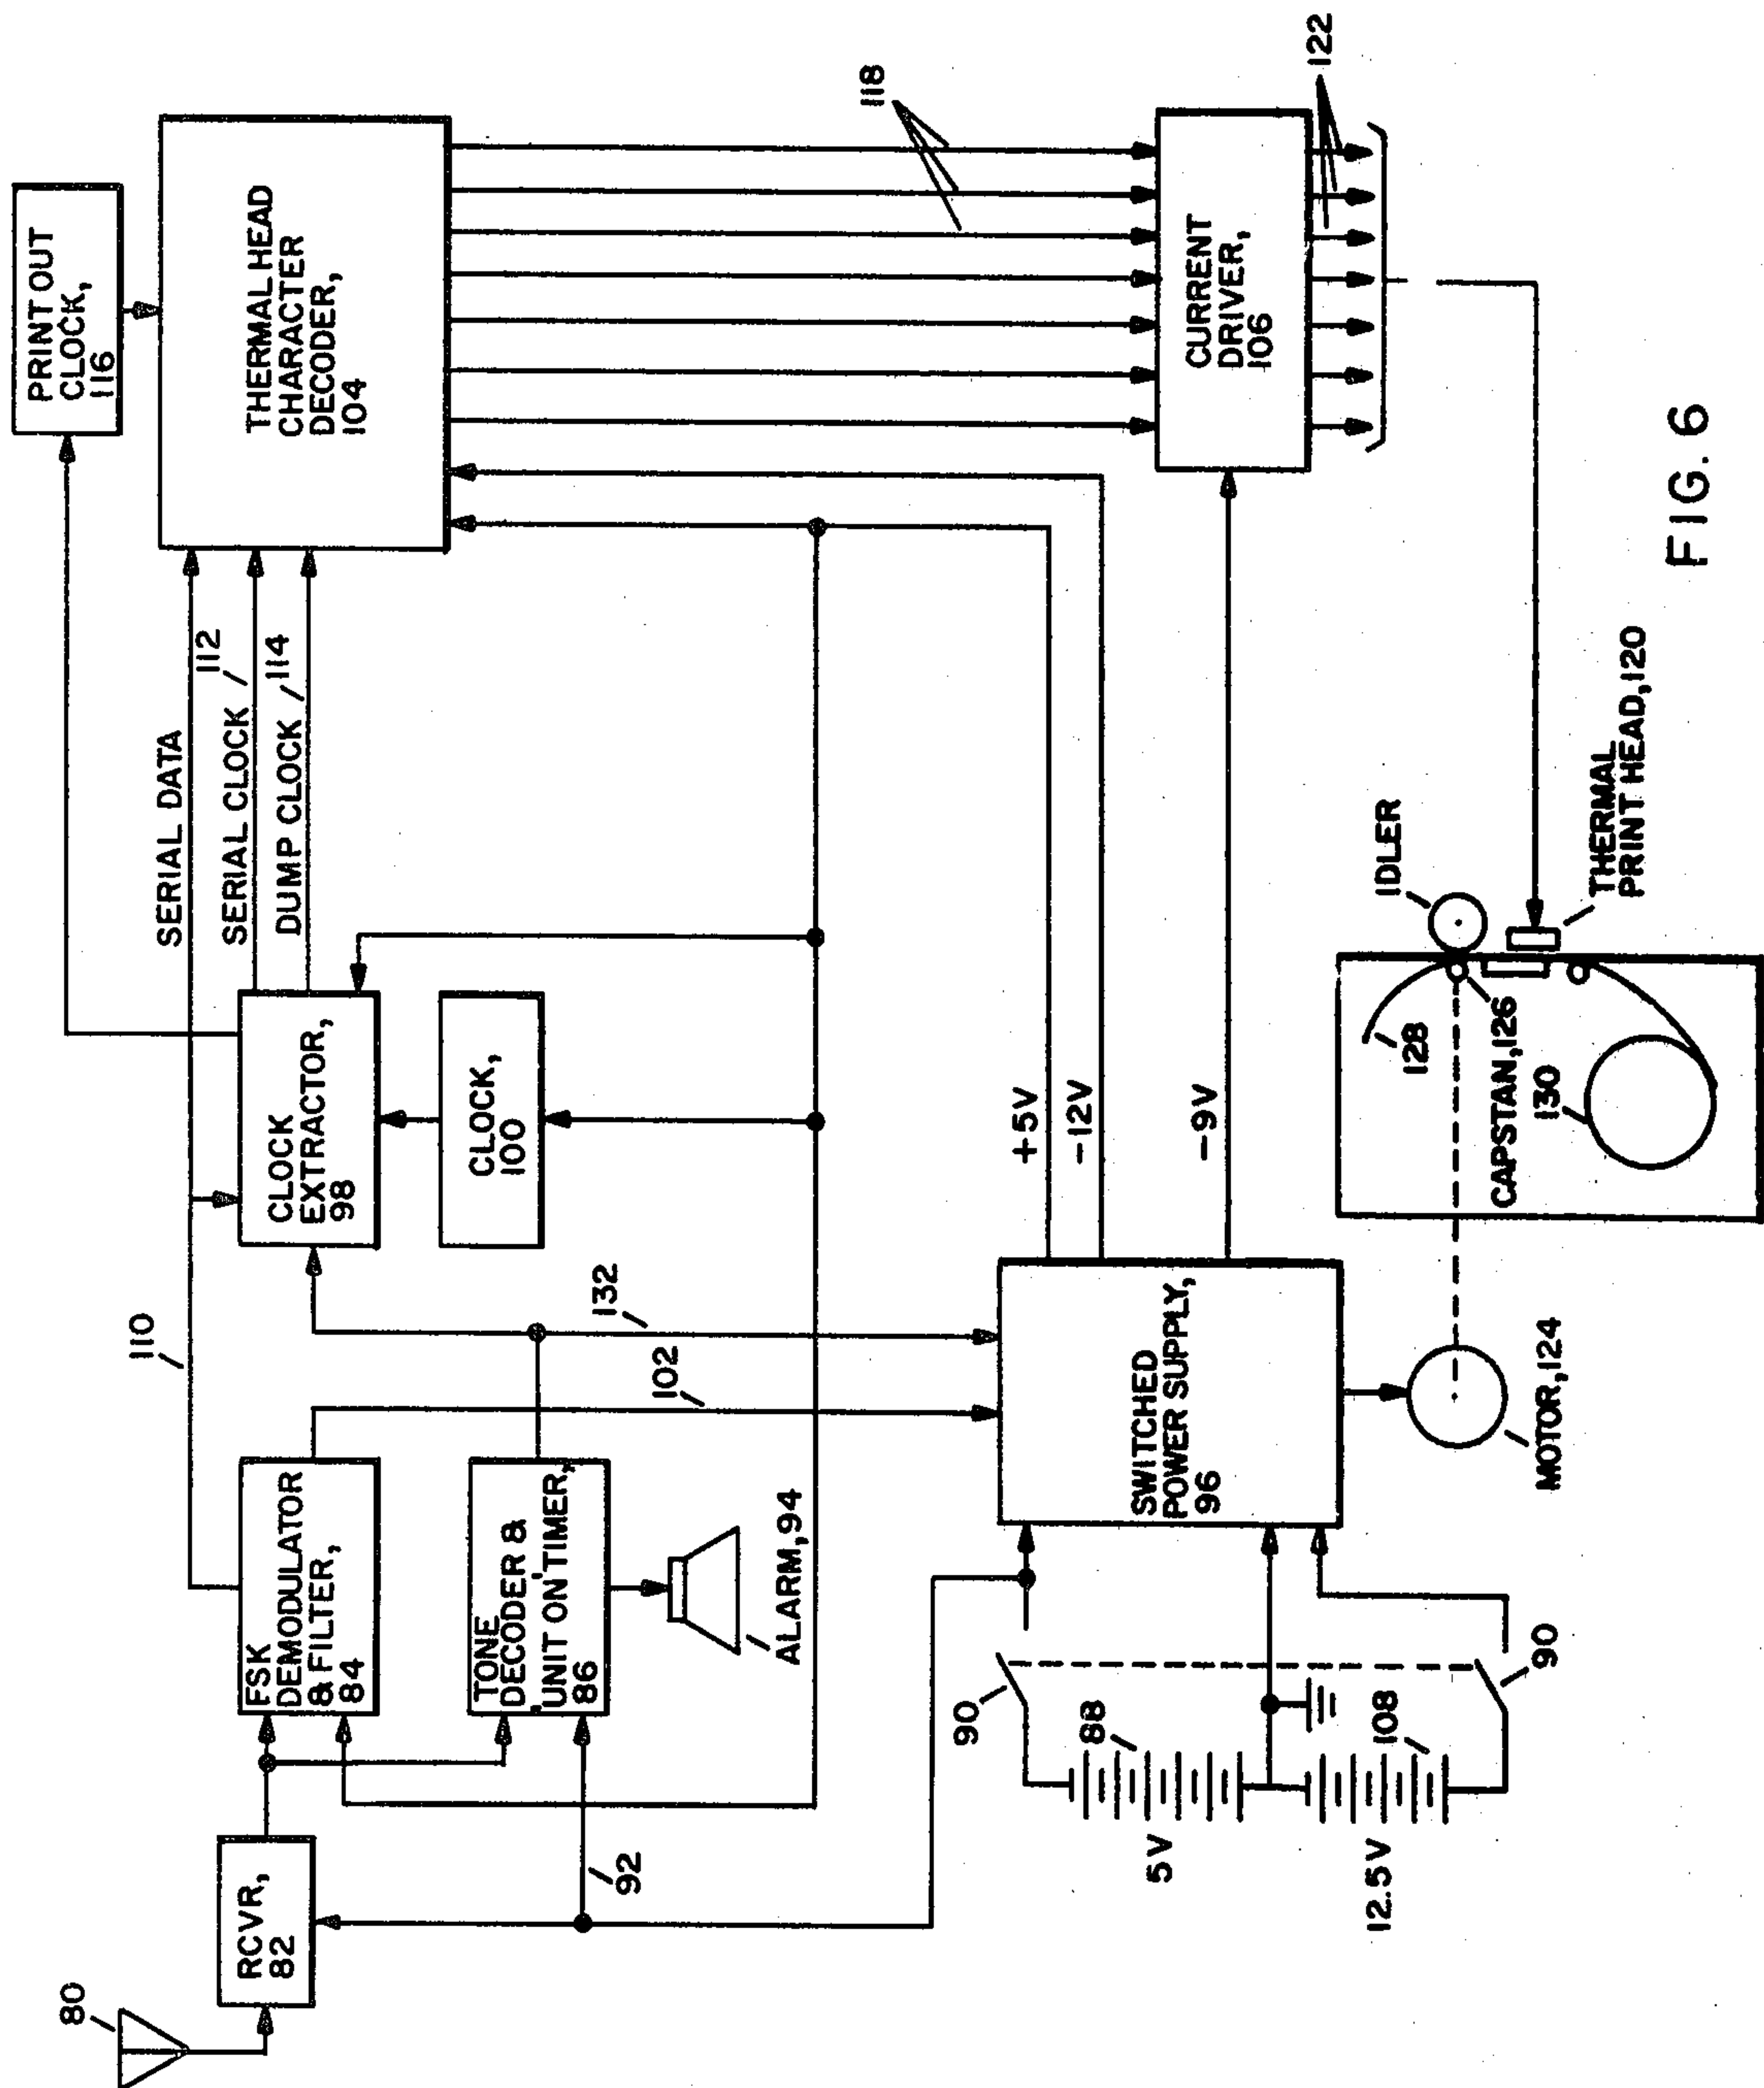 80
RCVR,
82
92
110
FSK
DEMODULATOR
& FILTER,
84
TONE
DECODER &
"UNIT ON" TIMER,
86
ALARM, 94
102
132
CLOCK
EXTRACTOR,
98
CLOCK,
100
SERIAL DATA
SERIAL CLOCK
112
DUMP CLOCK
114
PRINT OUT
CLOCK,
116
THERMAL HEAD
CHARACTER
DECODER,
104
118
CURRENT
DRIVER,
106
122
90
88
5V
12.5V
108
90
SWITCHED
POWER SUPPLY,
96
+5V
-12V
-9V
MOTOR, 124
128
CAPSTAN, 126
130
IDLER
THERMAL
PRINT HEAD, 120
FIG. 6